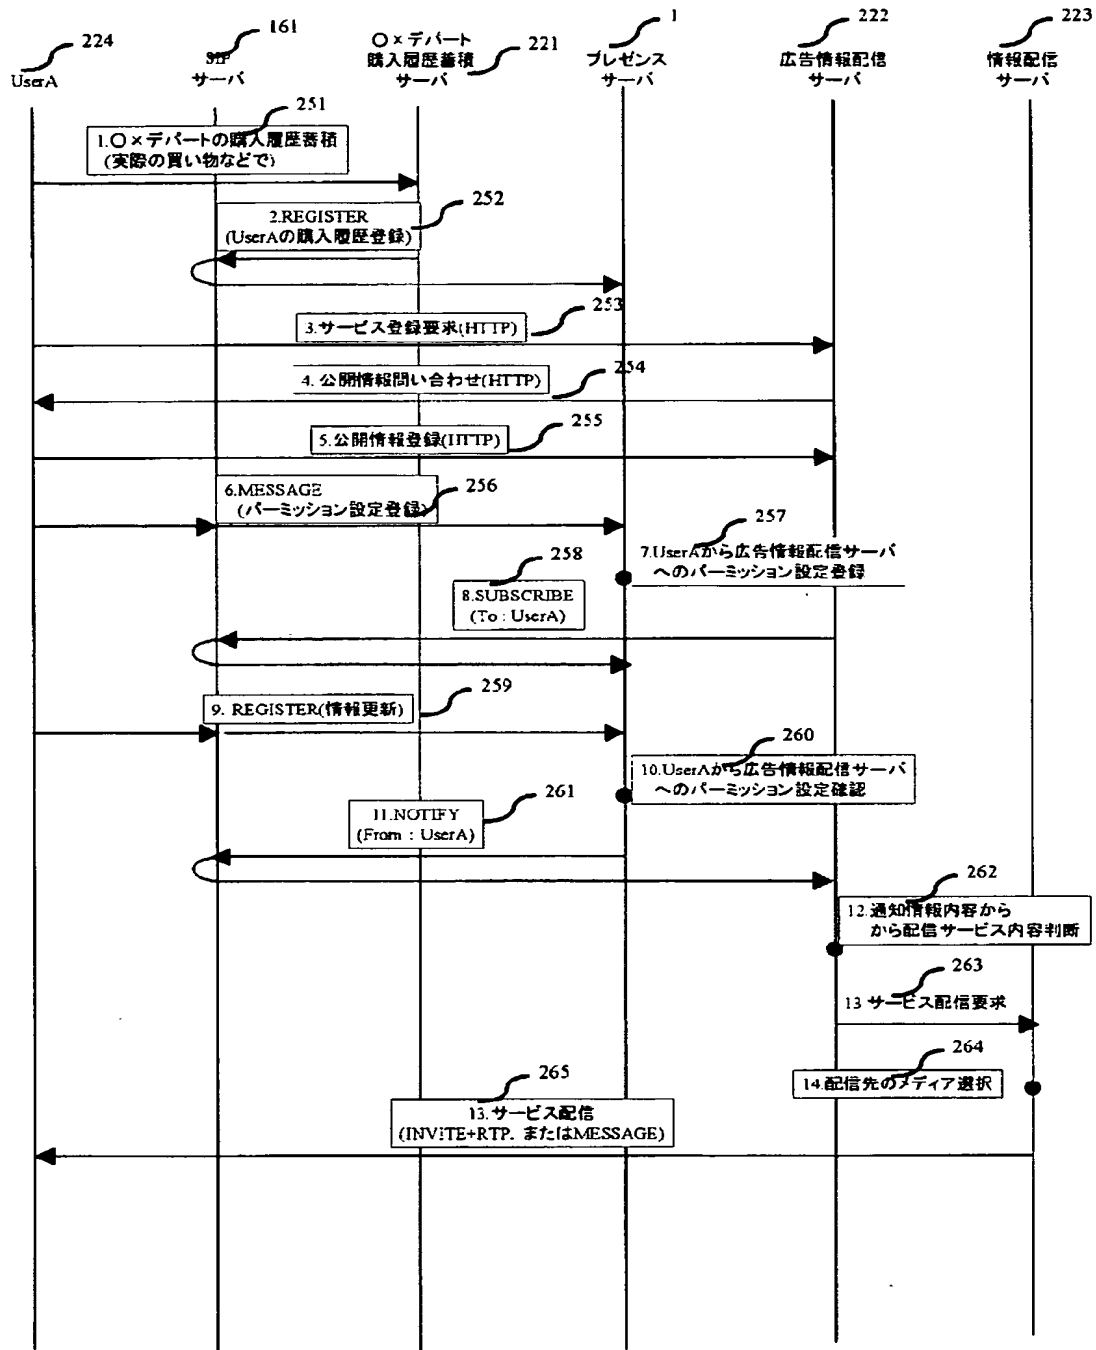 224
161
221
1
222
223
UserA
SIP
サーバ
〇×デパート
購入履歴蓄積
サーバ
プレゼンス
サーバ
広告情報配信
サーバ
情報配信
サーバ
251
1.〇×デパートの購入履歴蓄積
(実際の買い物などで)
252
2.REGISTER
(UserAの購入履歴登録)
253
3.サービス登録要求(HTTP)
254
4. 公開情報問い合わせ(HTTP)
255
5.公開情報登録(HTTP)
256
6.MESSAGE
(パーミッション設定登録)
257
7.UserAから広告情報配信サーバ
へのパーミッション設定登録
258
8.SUBSCRIBE
(To : UserA)
259
9. REGISTER(情報更新)
260
10.UserAから広告情報配信サーバ
へのパーミッション設定確認
261
11.NOTIFY
(From : UserA)
262
12.通知情報内容から
から配信サービス内容判断
263
13 サービス配信要求
264
14.配信先のメディア選択
265
13.サービス配信
(INVITE+RTP. またはMESSAGE)